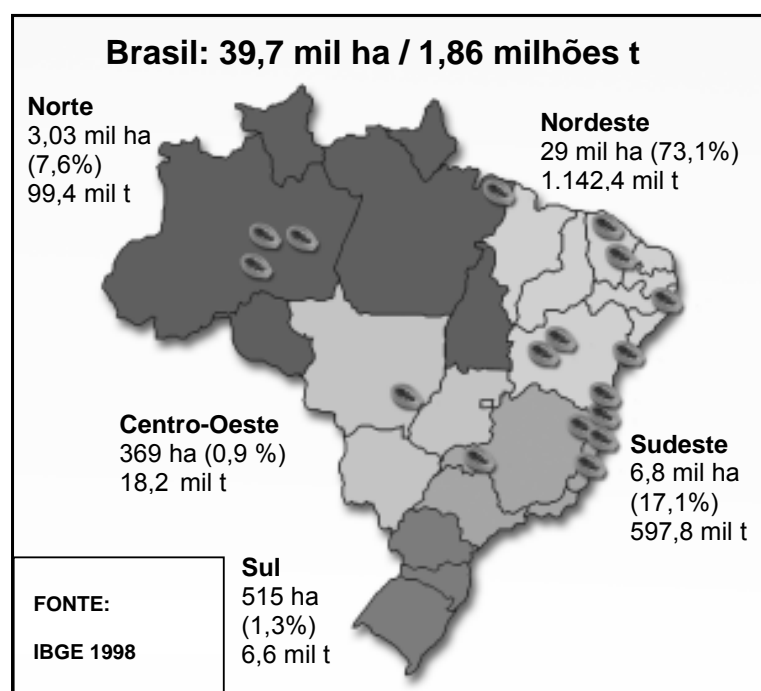 Brasil: 39,7 mil ha / 1,86 milhões t
Norte
3,03 mil ha
(7,6%)
99,4 mil t
Nordeste
29 mil ha (73,1%)
1.142,4 mil t
Centro-Oeste
369 ha (0,9 %)
18,2 mil t
Sudeste
6,8 mil ha
(17,1%)
597,8 mil t
Sul
515 ha
(1,3%)
6,6 mil t
FONTE:
IBGE 1998